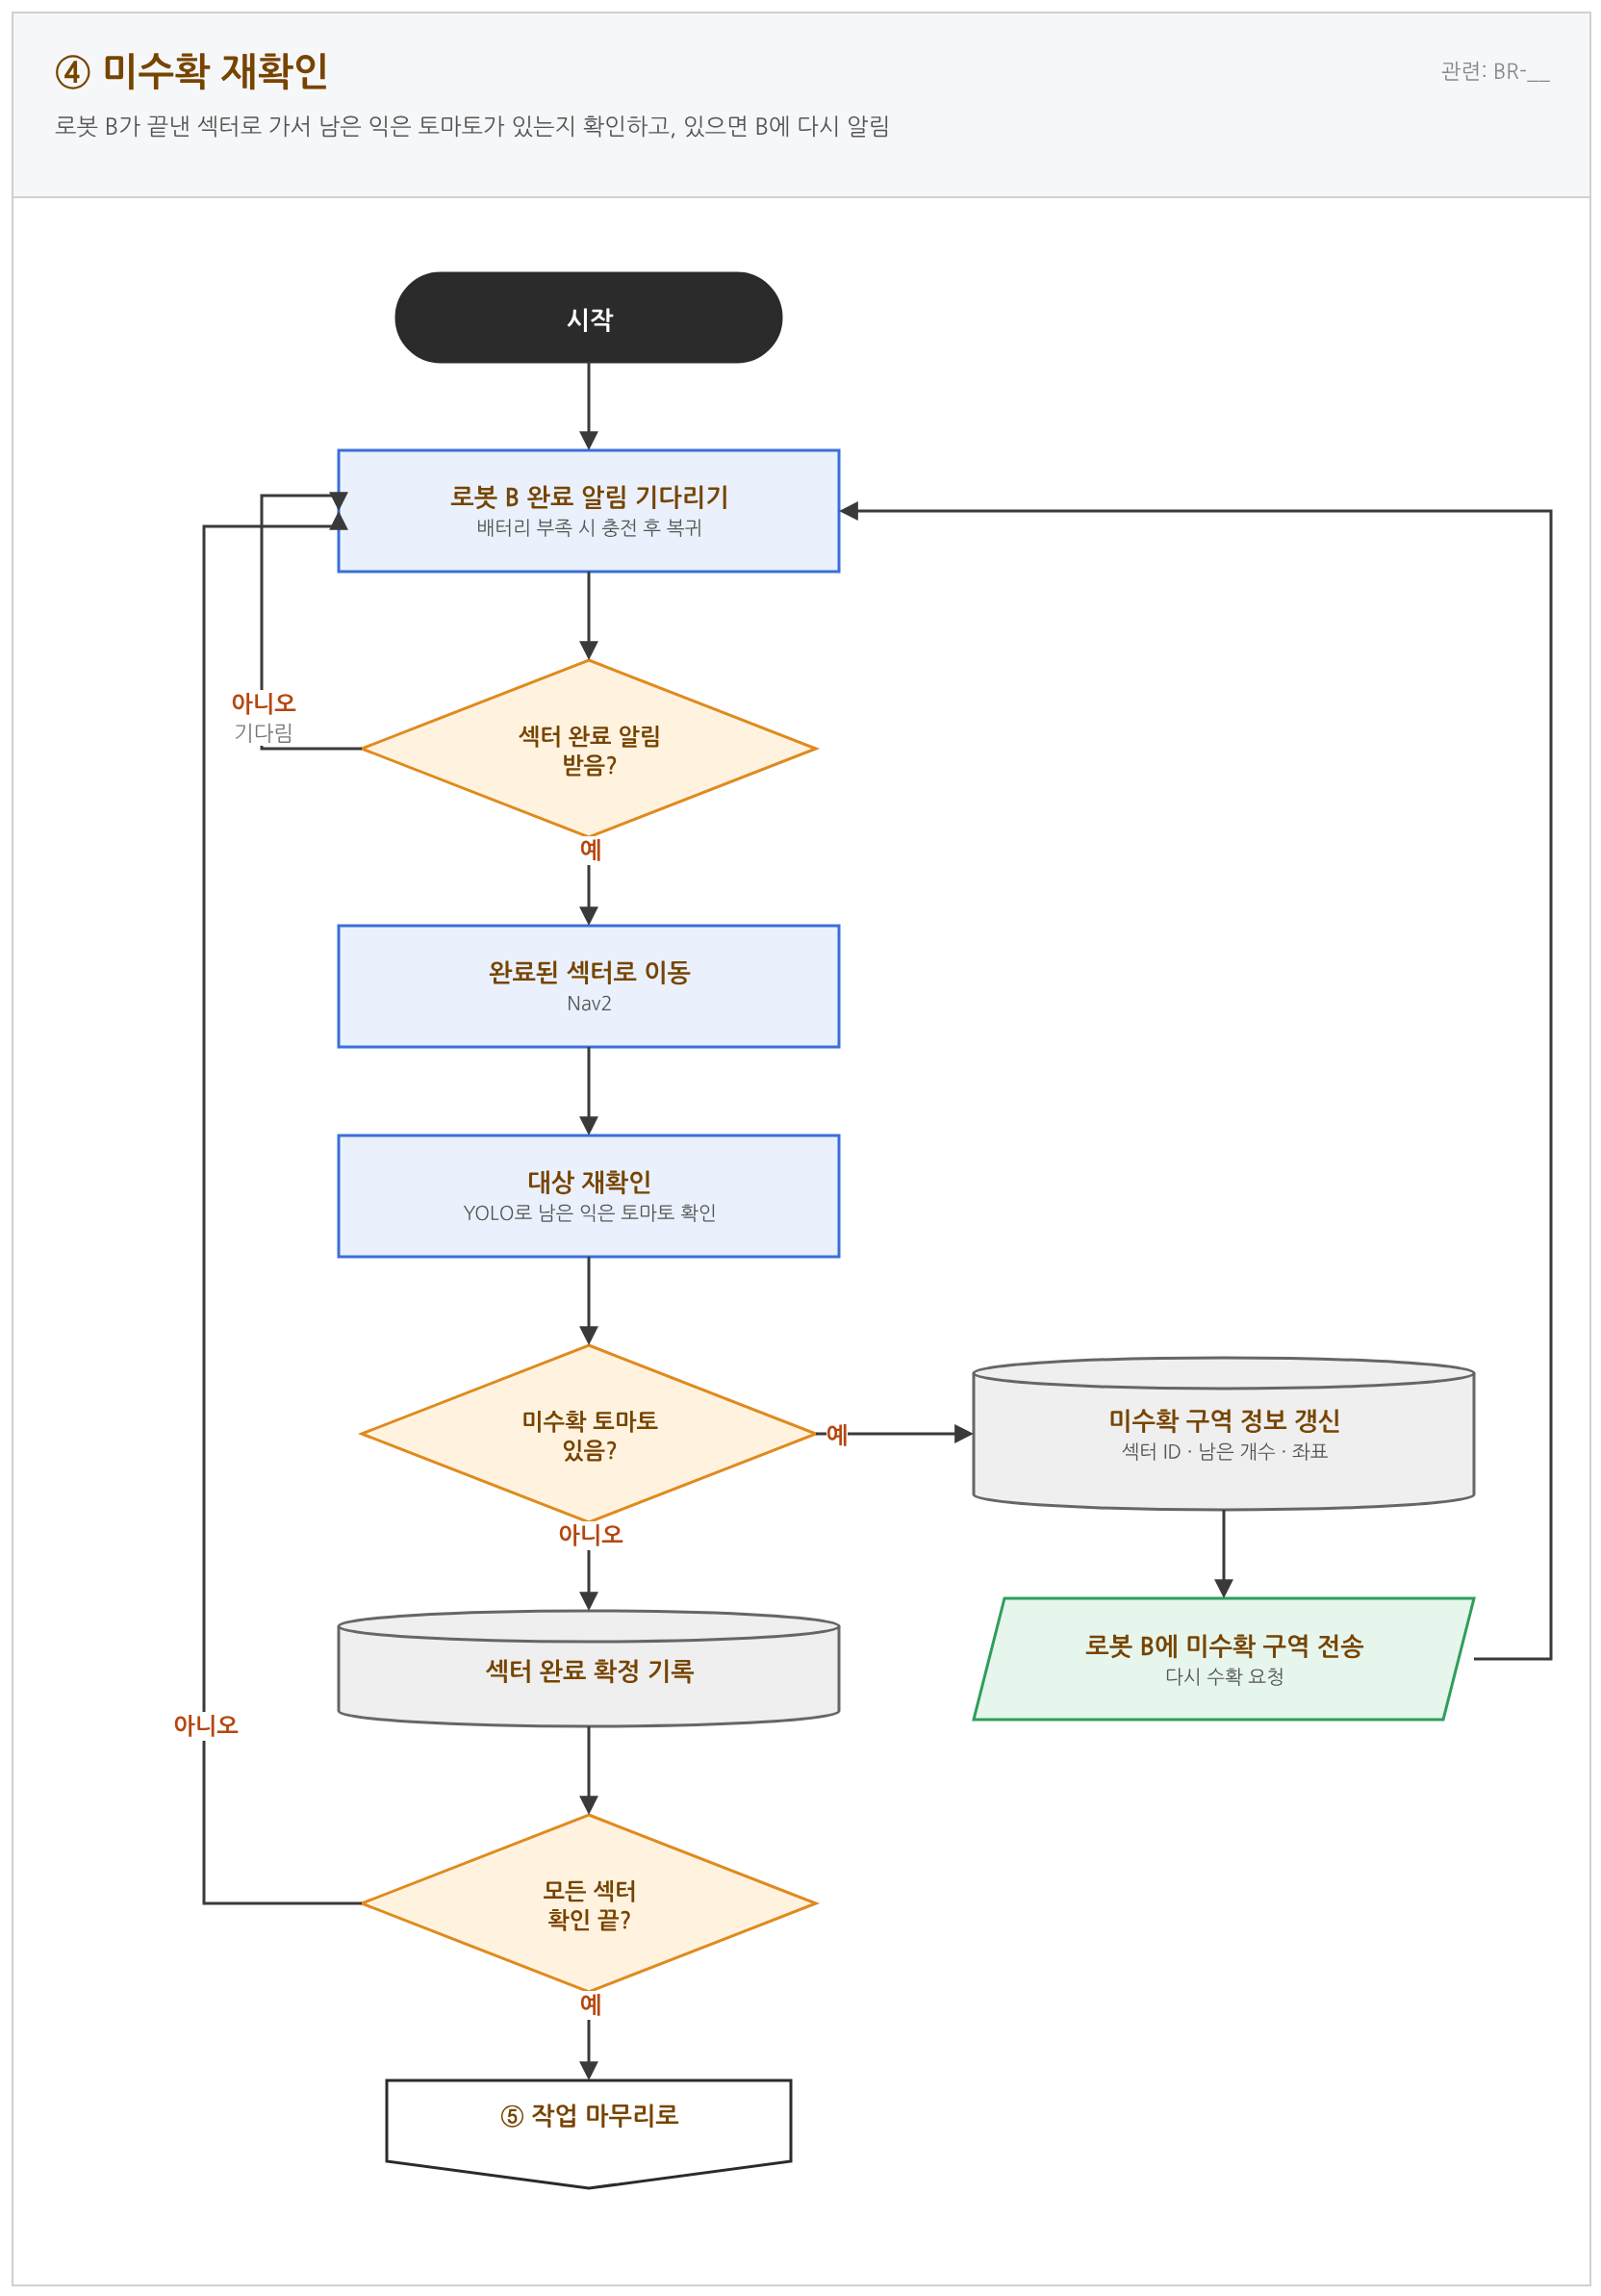 ④ 미수확 재확인
관련: BR-__
로봇 B가 끝낸 섹터로 가서 남은 익은 토마토가 있는지 확인하고, 있으면 B에 다시 알림
시작
로봇 B 완료 알림 기다리기
배터리 부족 시 충전 후 복귀
아니오
기다림
섹터 완료 알림
받음?
예
완료된 섹터로 이동
Nav2
대상 재확인
YOLO로 남은 익은 토마토 확인
미수확 토마토
있음?
예
미수확 구역 정보 갱신
섹터 ID · 남은 개수 · 좌표
아니오
로봇 B에 미수확 구역 전송
다시 수확 요청
섹터 완료 확정 기록
아니오
모든 섹터
확인 끝?
예
⑤ 작업 마무리로